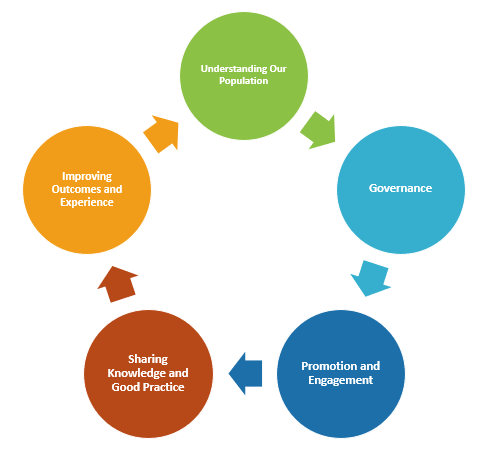 Understanding Our
Population
Governance
Promotion and
Engagement
Sharing
Knowledge and
Good Practice
Improving
Outcomes and
Experience